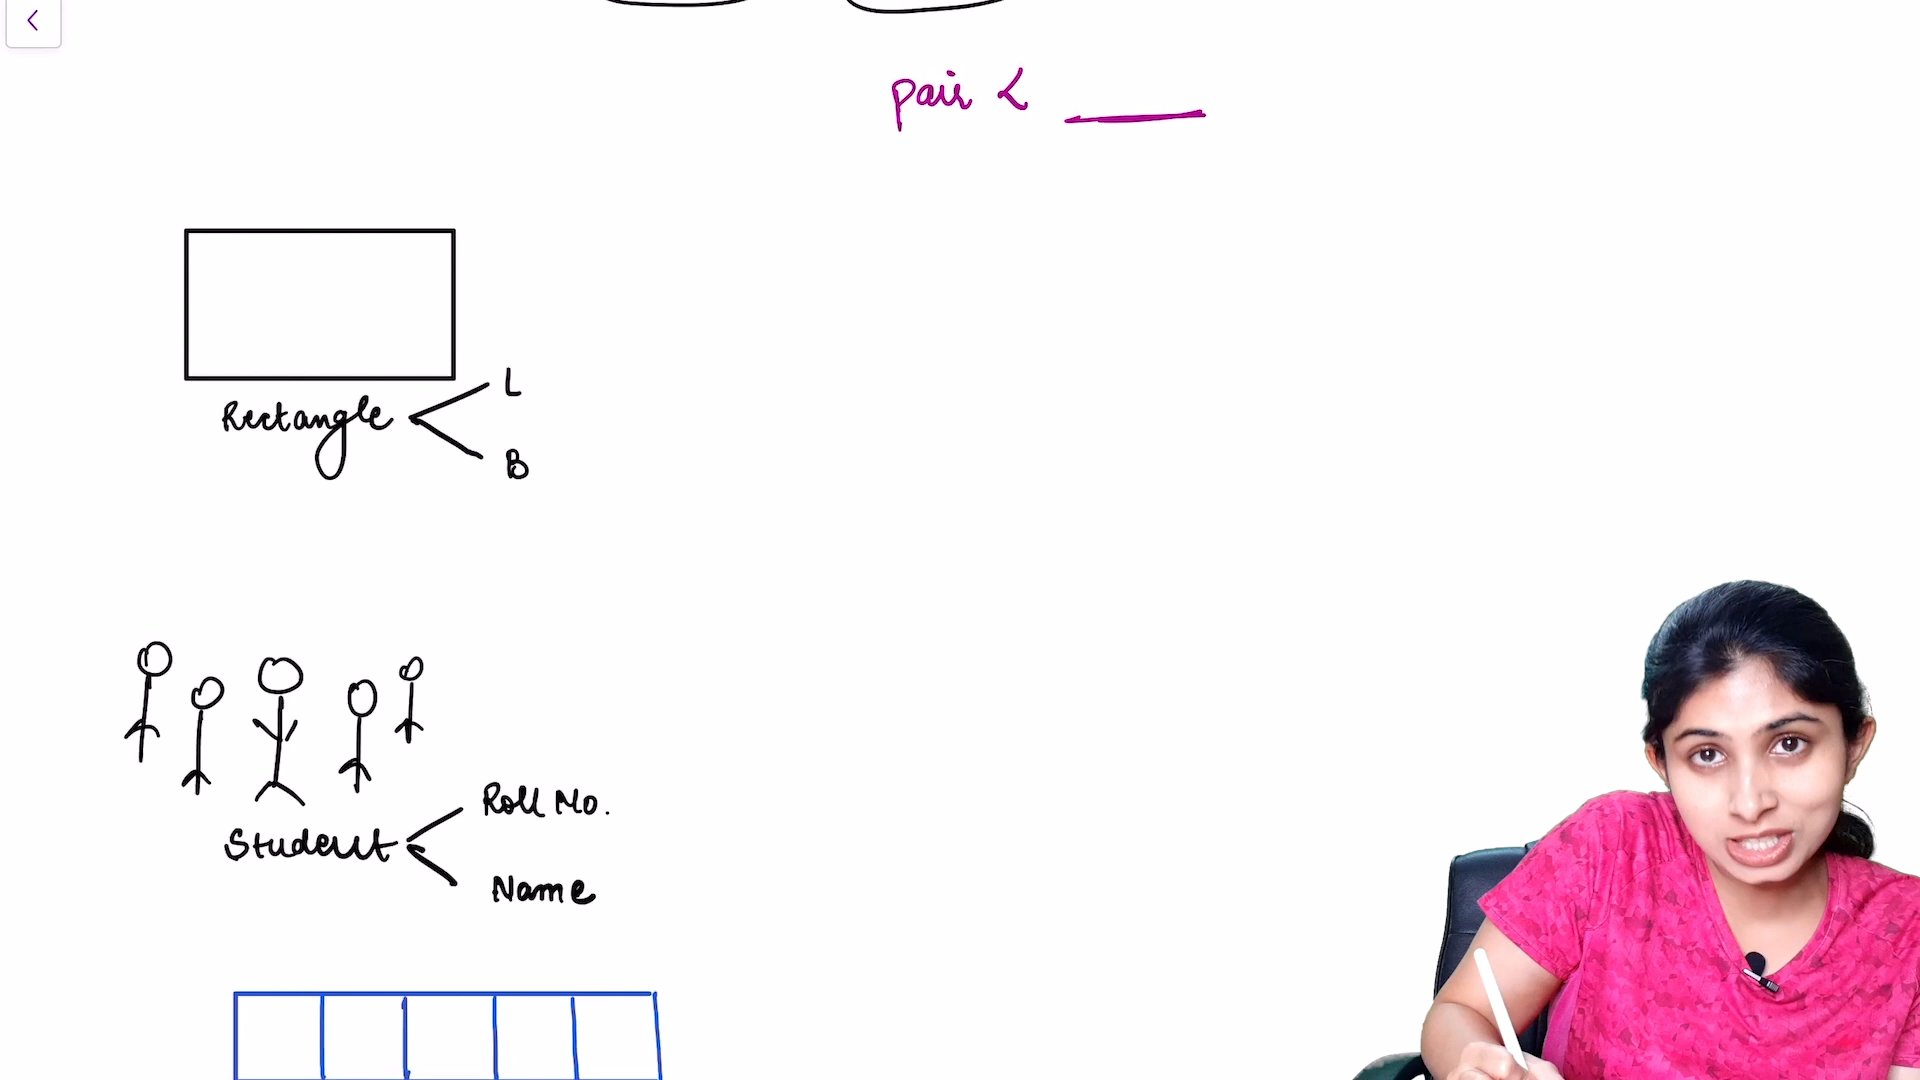 pair <
Rectangle
L
B
Roll No.
Student
Name